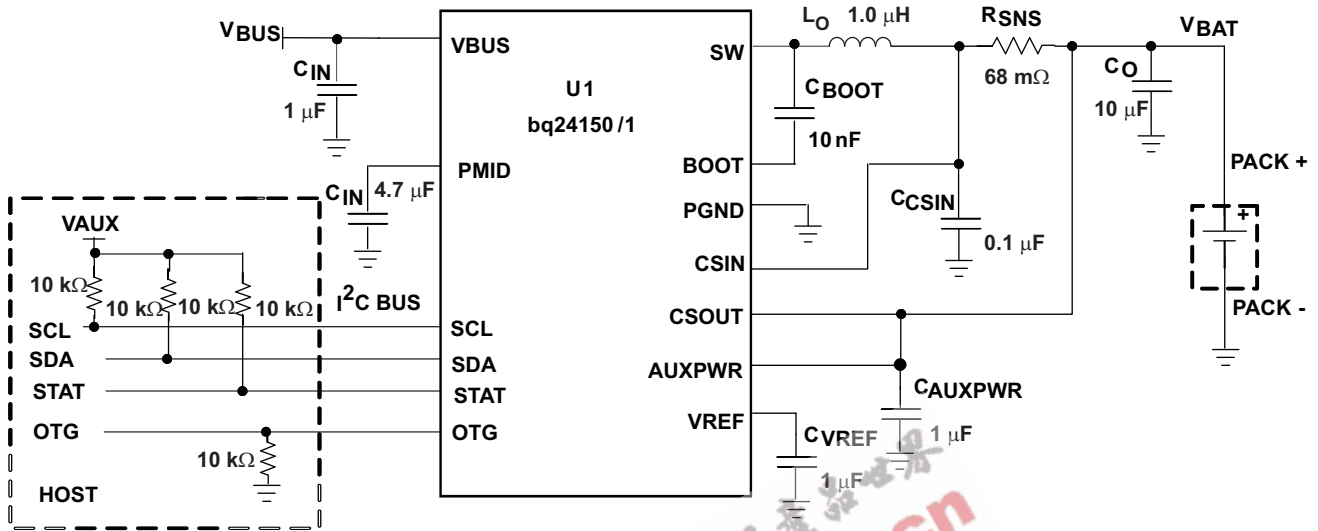 VBUS
CIN
1 μF
VBUS
PMID
CIN
4.7 μF
U1
bq24150/1
SW
BOOT
PGND
CSIN
CSOUT
AUXPWR
VREF
LO 1.0 μH
RSNS
68 mΩ
VBAT
CBOOT
10 nF
CO
10 μF
CCSIN
0.1 μF
PACK +
+
PACK -
CAUXPWR
1 μF
CVREF
1 μF
VAUX
10 kΩ
10 kΩ
10 kΩ
10 kΩ
I²C BUS
SCL
SDA
STAT
OTG
10 kΩ
HOST
SCL
SDA
STAT
OTG
cn